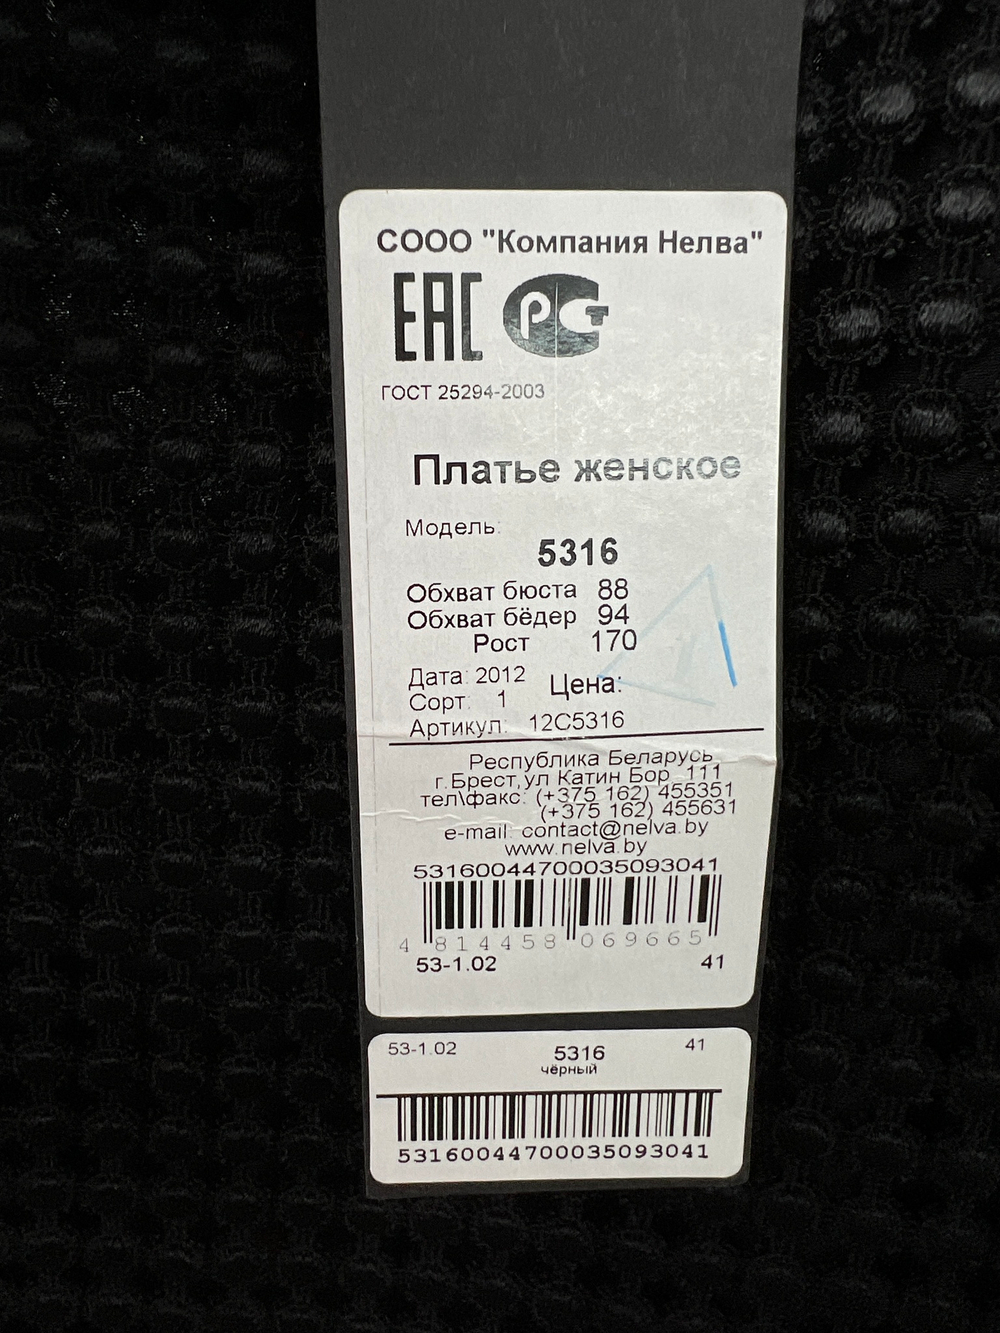 СООО "Компания Нелва"
ЕАС РСТ
ГОСТ 25294-2003
Платье женское
Модель:
5316
Обхват бюста 88
Обхват бёдер 94
Рост 170
Дата: 2012 Цена:
Сорт: 1
Артикул: 12С5316
Республика Беларусь
г.Брест,ул Катин Бор 111
тел\факс: (+375 162) 455351
(+375 162) 455631
e-mail: contact@nelva.by
www.nelva.by
53160044700035093041
4 814458 069665
53-1.02 41
53-1.02 5316 41
чёрный
53160044700035093041